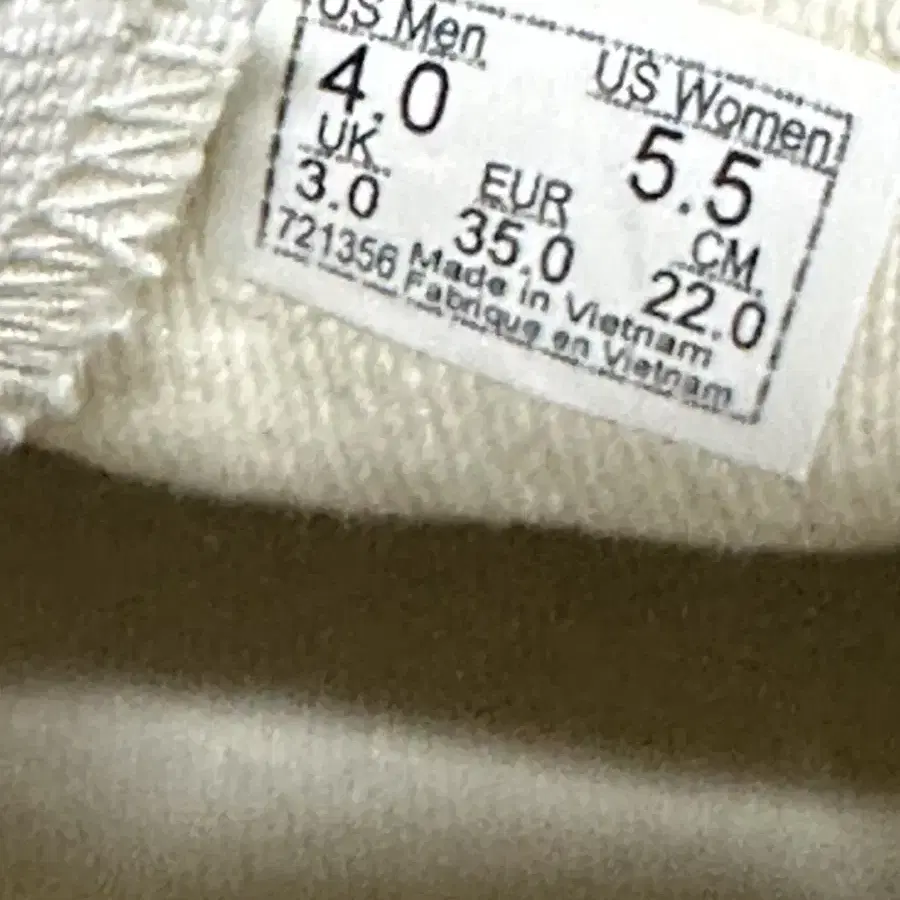 US Men US Women
4.0 5.5
UK EUR CM
3.0 35.0 22.0
721356 Made in Vietnam
Fabrique en Vietnam